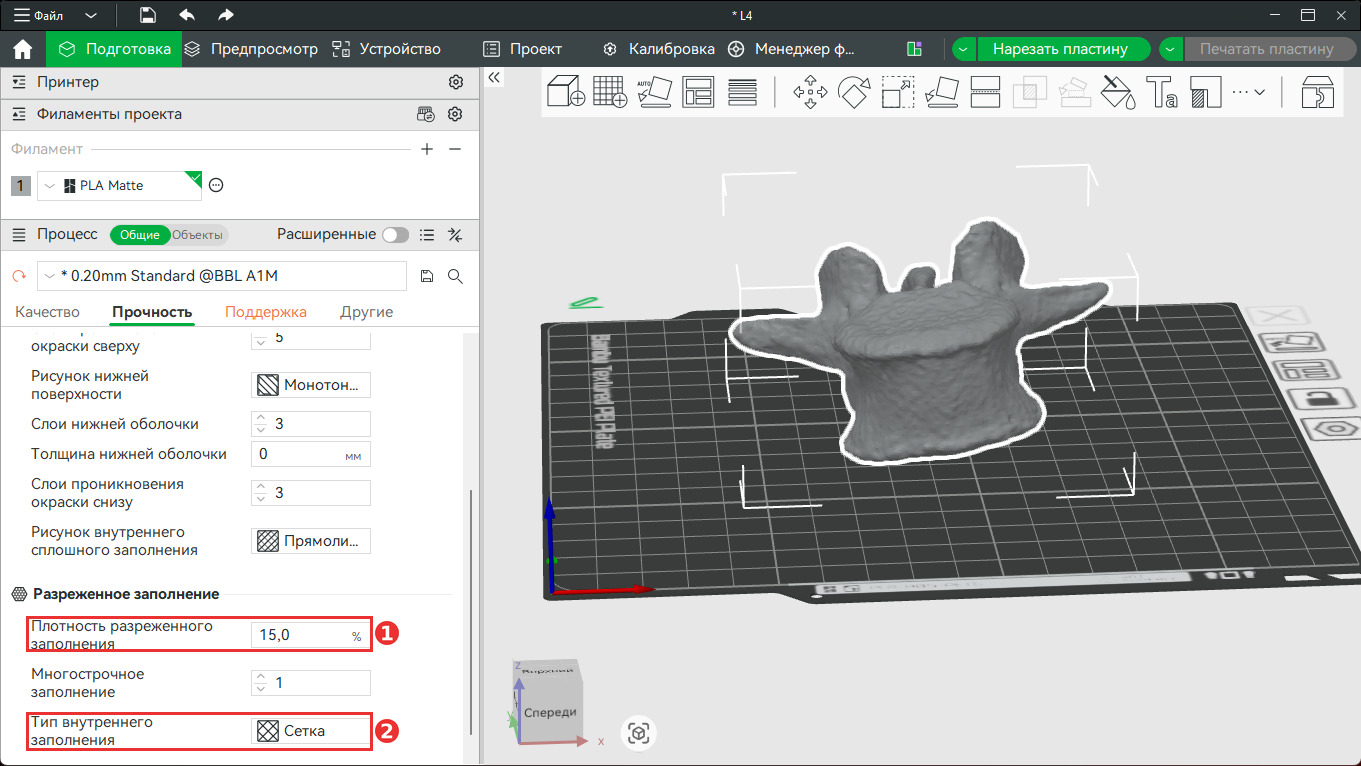 Файл
* L4
Подготовка
Предпросмотр
Устройство
Проект
Калибровка
Менеджер ф...
Нарезать пластину
Печатать пластину
Принтер
Филаменты проекта
Филамент
1
PLA Matte
Процесс
Общие
Объекты
Расширенные
* 0.20mm Standard @BBL A1M
Качество
Прочность
Поддержка
Другие
окраски сверху
5
Рисунок нижней
поверхности
Монотон...
Слои нижней оболочки
3
Толщина нижней оболочки
0
мм
Слои проникновения
окраски снизу
3
Рисунок внутреннего
сплошного заполнения
Прямоли...
Разреженное заполнение
Плотность разреженного
заполнения
15,0
%
1
Многострочное
заполнение
1
Тип внутреннего
заполнения
Сетка
2
AUTO
Bambu Textured PEI Plate
Верхний
Спереди
Z
Y
X